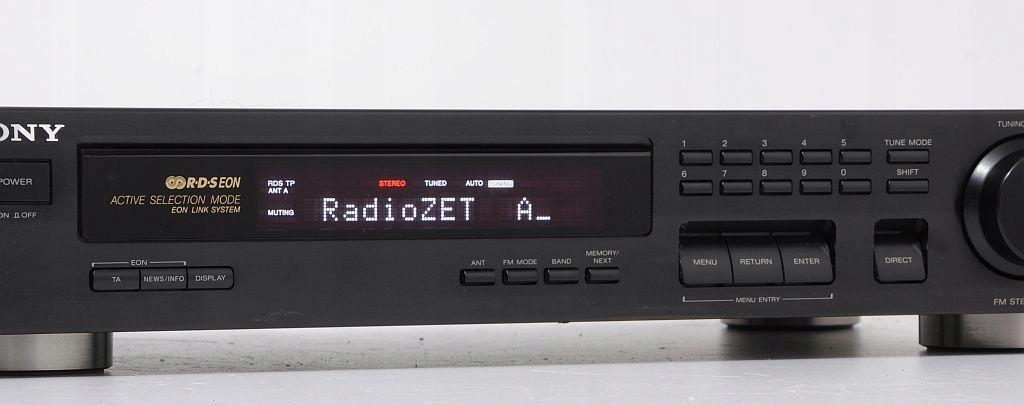 ONY
POWER
ON OFF
R·D·S EON
ACTIVE SELECTION MODE
EON LINK SYSTEM
EON
TA NEWS/INFO DISPLAY
RDS TP STEREO TUNED AUTO TUNING
ANT A
MUTING RadioZET A_
ANT FM MODE BAND MEMORY/
NEXT
1 2 3 4 5 TUNE MODE
6 7 8 9 0 SHIFT
MENU RETURN ENTER
MENU ENTRY
DIRECT
TUNING
FM STE